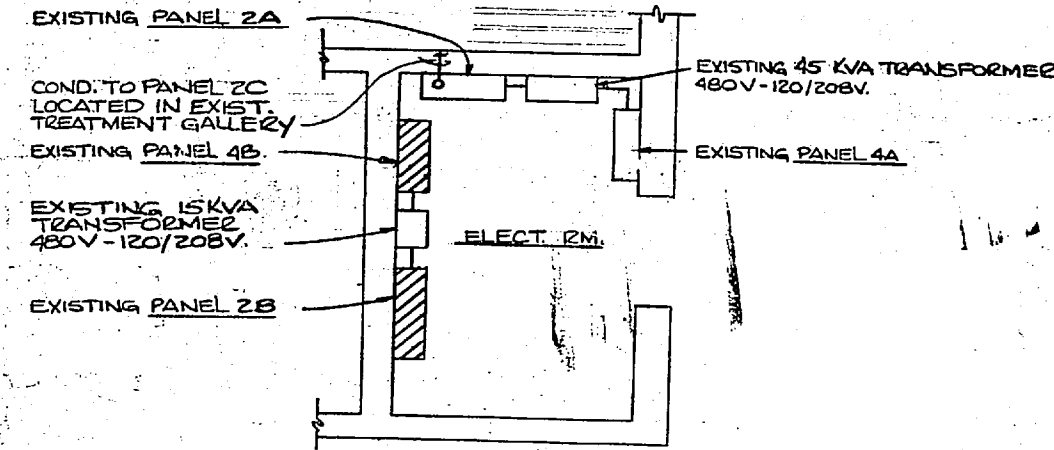 EXISTING PANEL 2A
COND. TO PANEL 2C
LOCATED IN EXIST.
TREATMENT GALLERY
EXISTING PANEL 4B.
EXISTING 15KVA
TRANSFORMER
480V-120/208V.
EXISTING PANEL 2B
ELECT. RM.
EXISTING 45 KVA TRANSFORMER
480V-120/208V.
EXISTING PANEL 4A